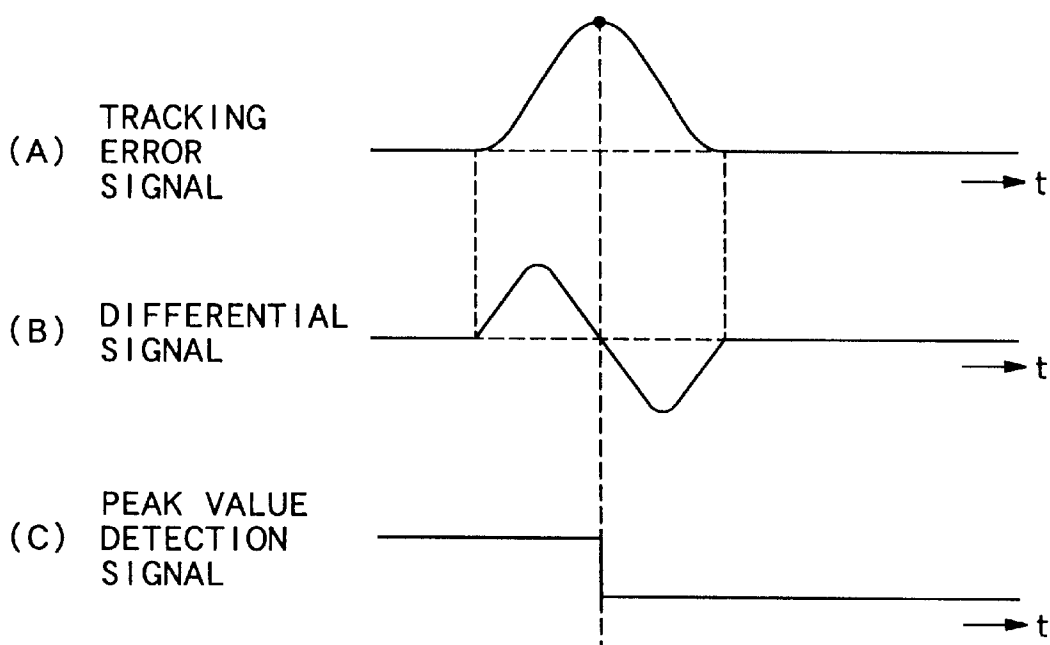 (A) TRACKING
ERROR
SIGNAL
t
(B) DIFFERENTIAL
SIGNAL
t
(C) PEAK VALUE
DETECTION
SIGNAL
t